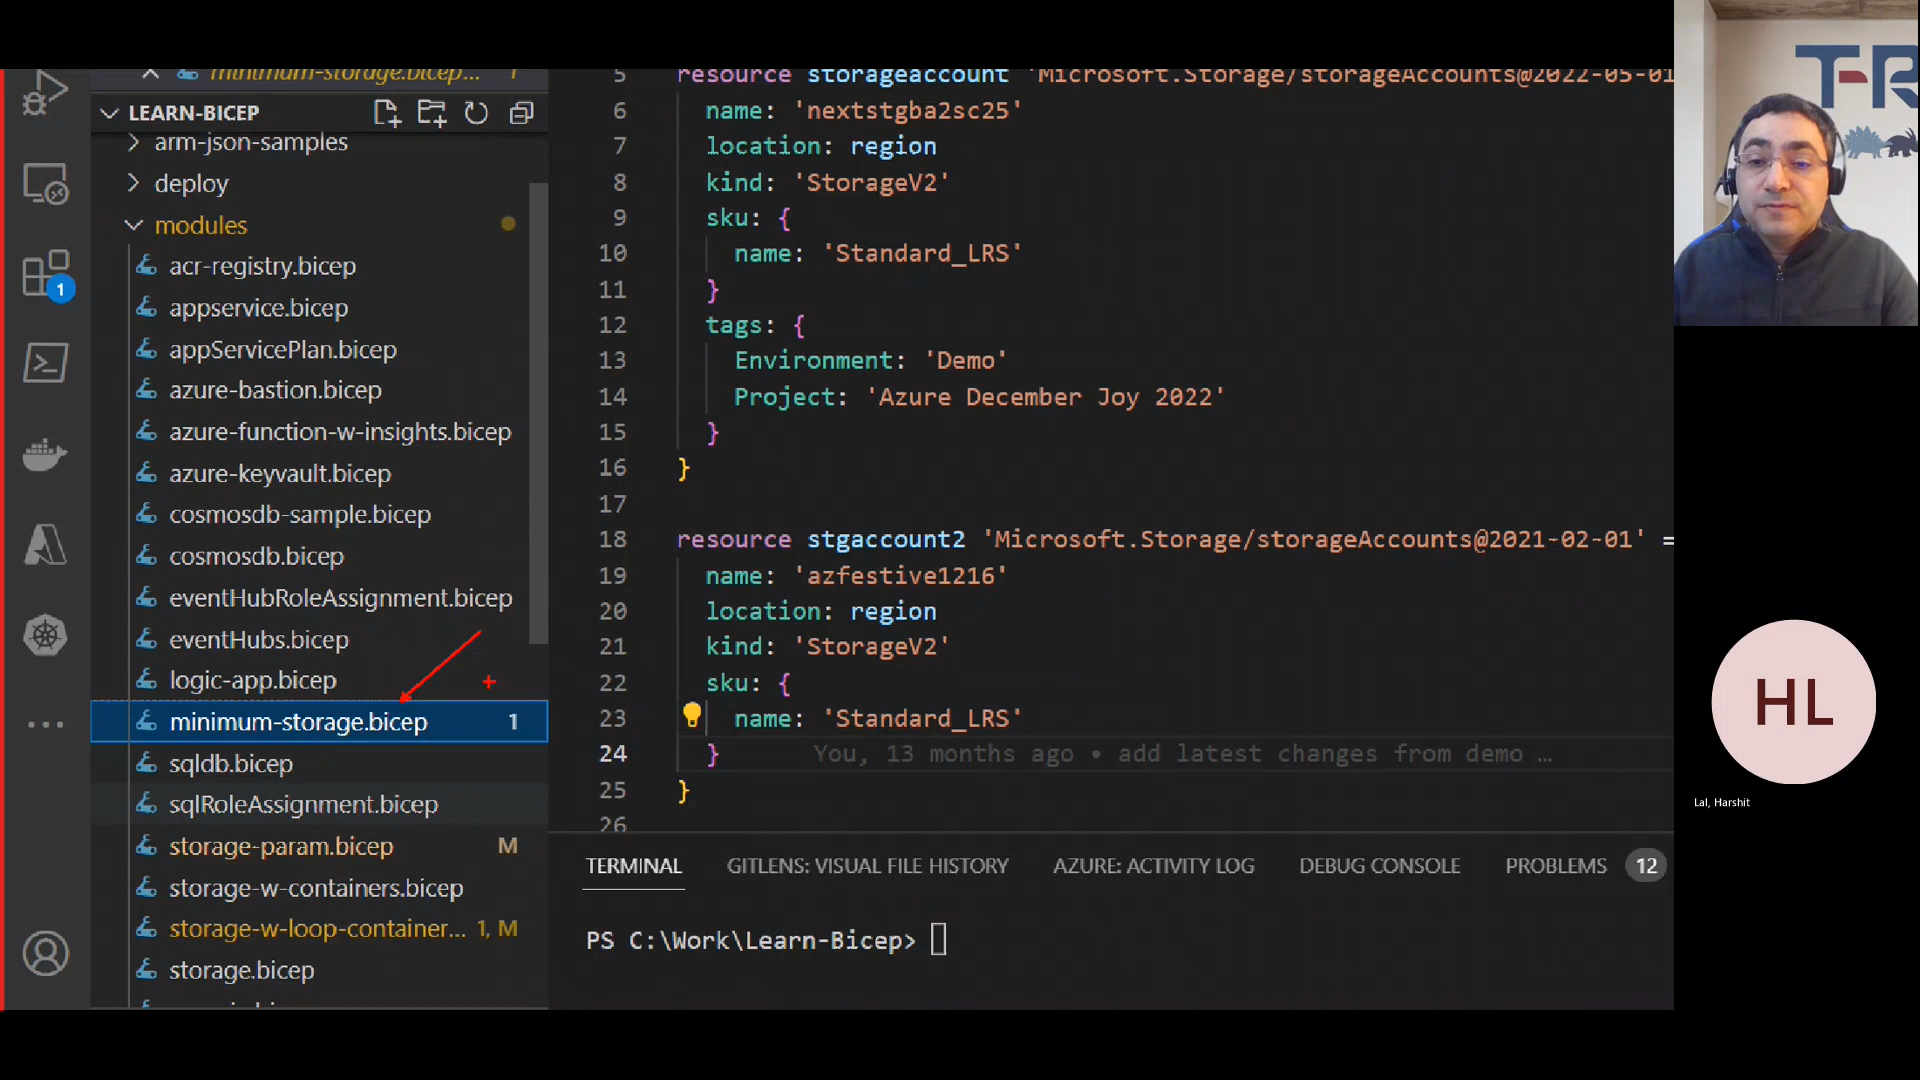 minimum-storage.bicep... 1
LEARN-BICEP
arm-json-samples
deploy
modules
acr-registry.bicep
appservice.bicep
appServicePlan.bicep
azure-bastion.bicep
azure-function-w-insights.bicep
azure-keyvault.bicep
cosmosdb-sample.bicep
cosmosdb.bicep
eventHubRoleAssignment.bicep
eventHubs.bicep
logic-app.bicep
minimum-storage.bicep 1
sqldb.bicep
sqlRoleAssignment.bicep
storage-param.bicep M
storage-w-containers.bicep
storage-w-loop-container... 1, M
storage.bicep
1
5 resource storageaccount 'Microsoft.Storage/storageAccounts@2022-05-01
6 name: 'nextstgba2sc25'
7 location: region
8 kind: 'StorageV2'
9 sku: {
10 name: 'Standard_LRS'
11 }
12 tags: {
13 Environment: 'Demo'
14 Project: 'Azure December Joy 2022'
15 }
16 }
17
18 resource stgaccount2 'Microsoft.Storage/storageAccounts@2021-02-01' =
19 name: 'azfestive1216'
20 location: region
21 kind: 'StorageV2'
22 sku: {
23 name: 'Standard_LRS'
24 } You, 13 months ago • add latest changes from demo …
25 }
26
TERMINAL GITLENS: VISUAL FILE HISTORY AZURE: ACTIVITY LOG DEBUG CONSOLE PROBLEMS 12
PS C:\Work\Learn-Bicep>
HL
Lal, Harshit